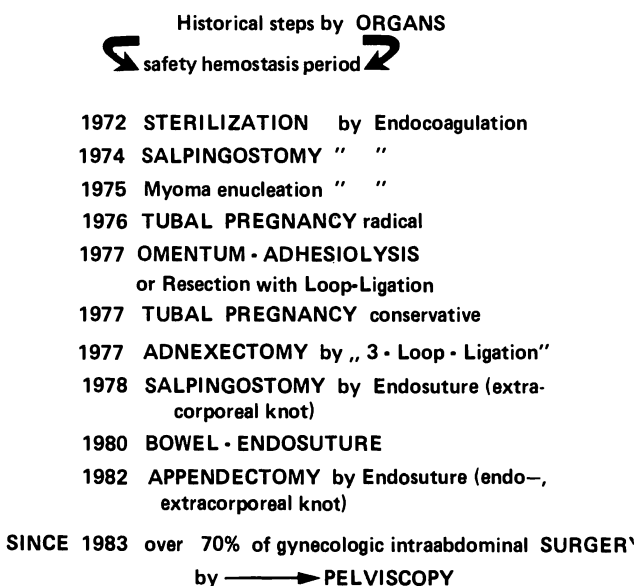 Historical steps by ORGANS
safety hemostasis period
1972 STERILIZATION by Endocoagulation
1974 SALPINGOSTOMY " "
1975 Myoma enucleation " "
1976 TUBAL PREGNANCY radical
1977 OMENTUM - ADHESIOLYSIS
or Resection with Loop-Ligation
1977 TUBAL PREGNANCY conservative
1977 ADNEXECTOMY by „ 3 - Loop - Ligation"
1978 SALPINGOSTOMY by Endosuture (extra-
corporeal knot)
1980 BOWEL - ENDOSUTURE
1982 APPENDECTOMY by Endosuture (endo–,
extracorporeal knot)
SINCE 1983 over 70% of gynecologic intraabdominal SURGERY
by PELVISCOPY